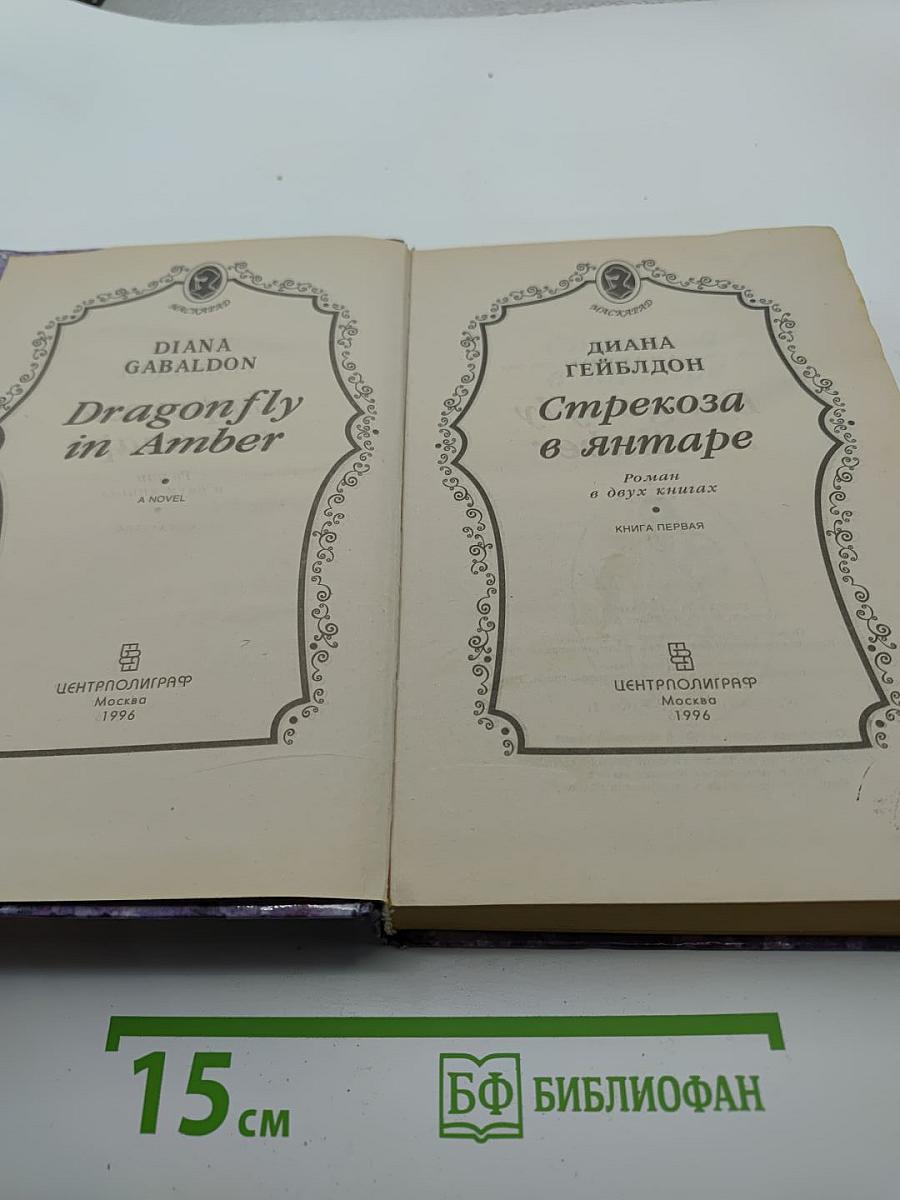 МАСКАРАД
DIANA
GABALDON
Dragonfly
in Amber
A NOVEL
ЦЕНТРПОЛИГРАФ
Москва
1996
МАСКАРАД
ДИАНА
ГЕЙБЛДОН
Стрекоза
в янтаре
Роман
в двух книгах
КНИГА ПЕРВАЯ
ЦЕНТРПОЛИГРАФ
Москва
1996
15 см
БФ БИБЛИОФАН